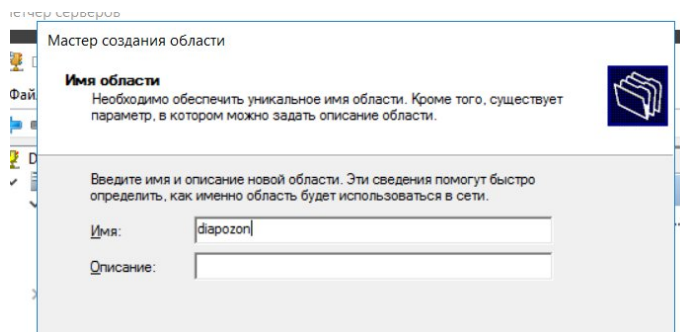 Мастер создания области
Имя области
Необходимо обеспечить уникальное имя области. Кроме того, существует
параметр, в котором можно задать описание области.
Введите имя и описание новой области. Эти сведения помогут быстро
определить, как именно область будет использоваться в сети.
Имя:
diapozon
Описание: